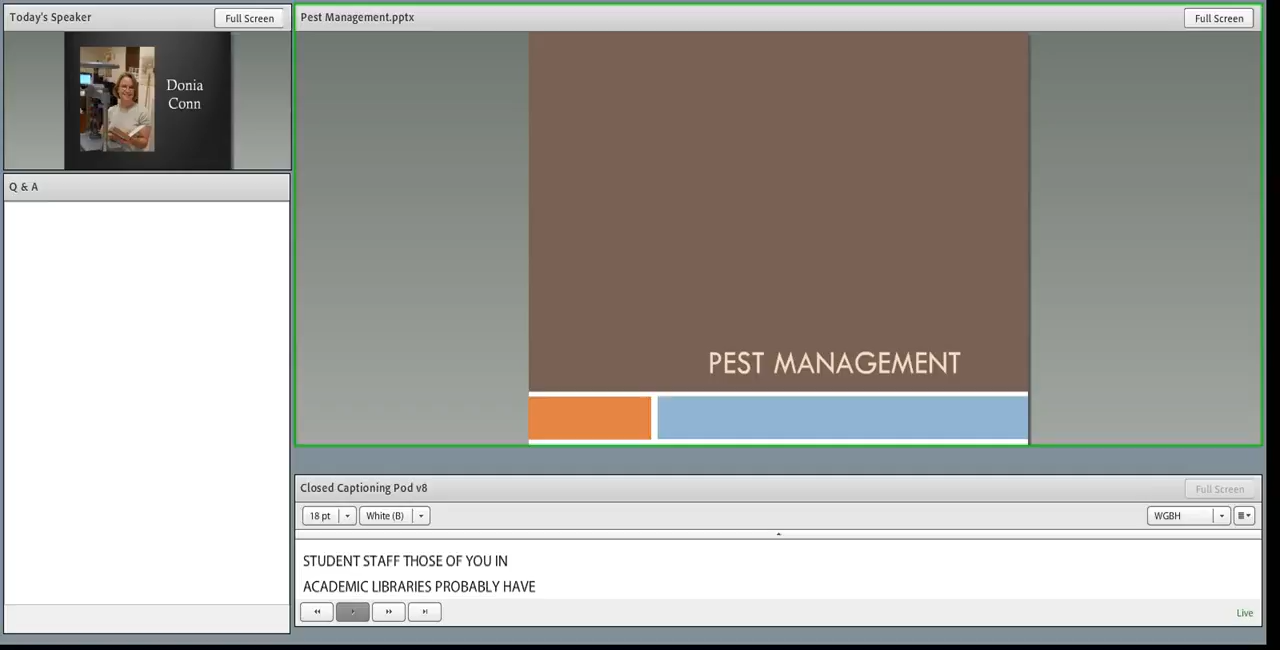 Today's Speaker
Full Screen
Donia
Conn
Q & A
Pest Management.pptx
Full Screen
PEST MANAGEMENT
Closed Captioning Pod v8
Full Screen
18 pt
White (B)
WGBH
STUDENT STAFF THOSE OF YOU IN
ACADEMIC LIBRARIES PROBABLY HAVE
Live